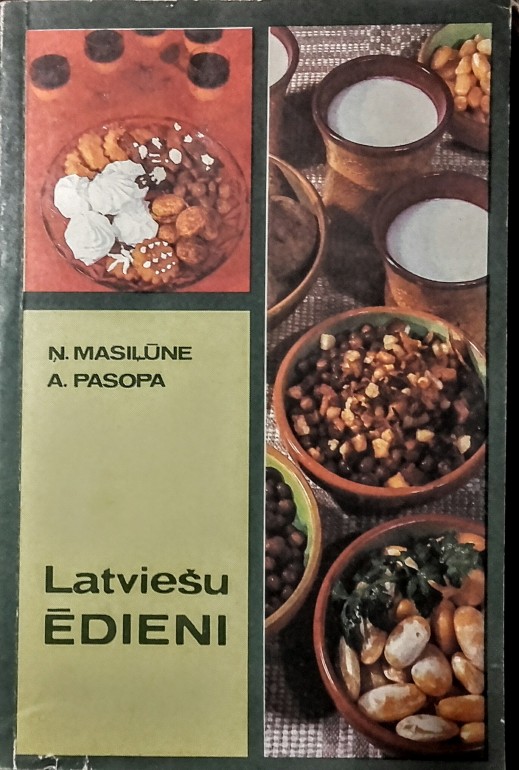 Ņ. MASIĻŪNE
A. PASOPA
Latviešu
ĒDIENI